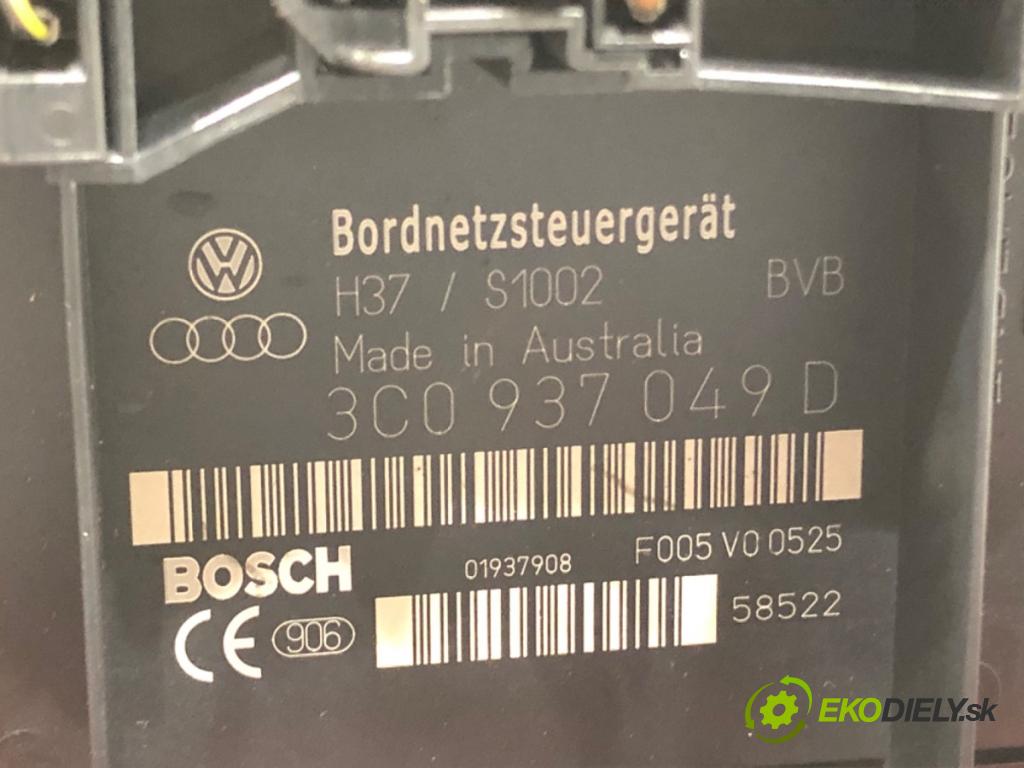 Bordnetzsteuergerät
H37 / S1002 BVB
Made in Australia
3C0 937 049 D
BOSCH
01937908 F005 V0 0525
58522
CE 906
EKODIELY.sk